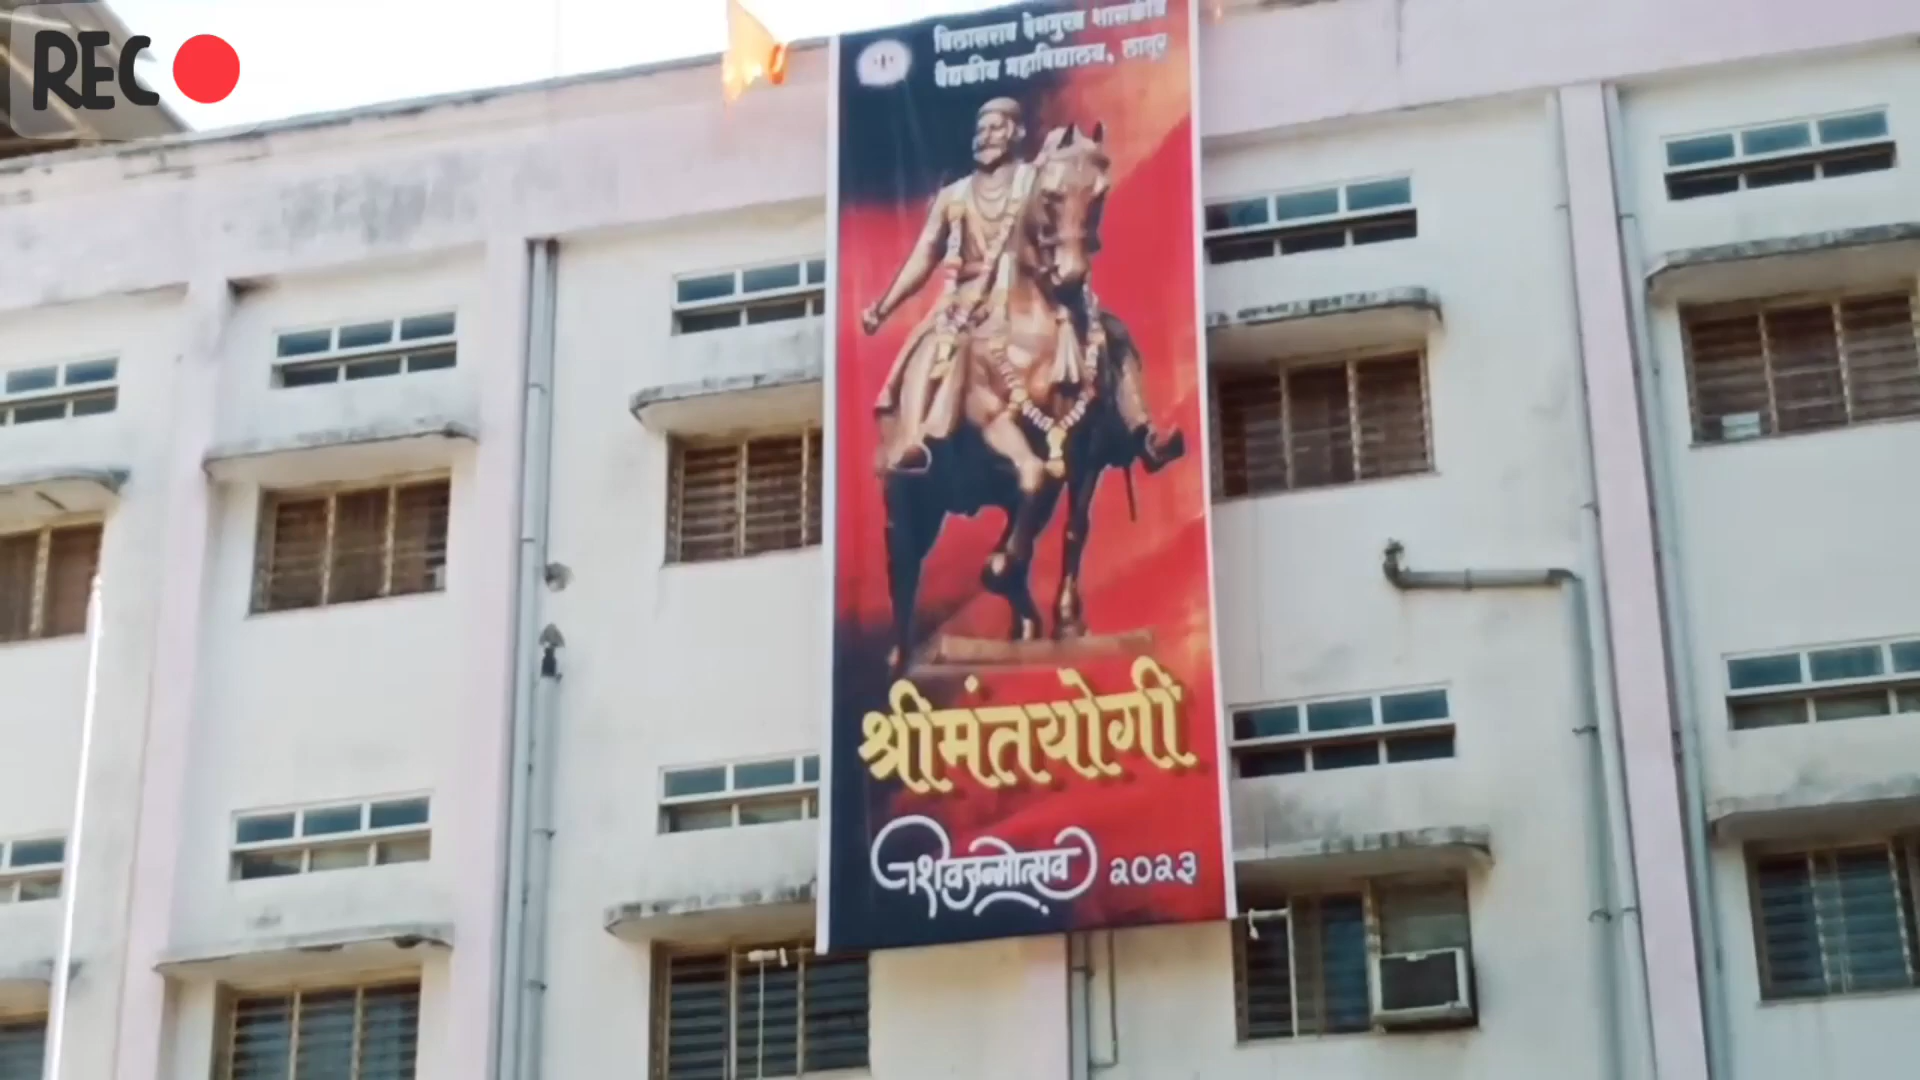 REC
विलासराव देशमुख शासकीय
वैद्यकीय महाविद्यालय, लातूर
श्रीमंतयोगी
शिवजन्मोत्सव २०२३